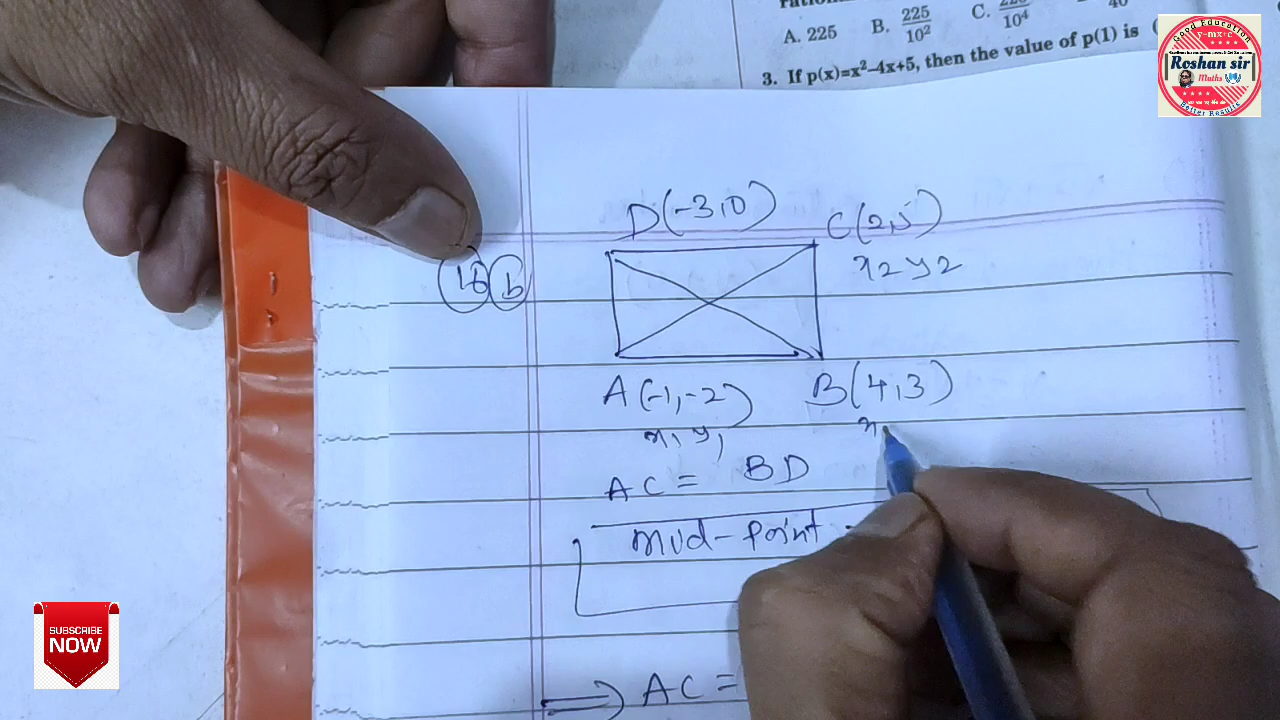 A. 225 B. 225/10² C. 10⁴
3. If p(x)=x²–4x+5, then the value of p(1) is (
Good Education
y=mx+c
Roshan sir
Maths
Better Results
D(-3,0)
C(2,5)
x2 y2
16 b
A(-1,-2)
B(4,3)
x1 y1
x
AC = BD
mid-point
⇒ AC =
SUBSCRIBE
NOW